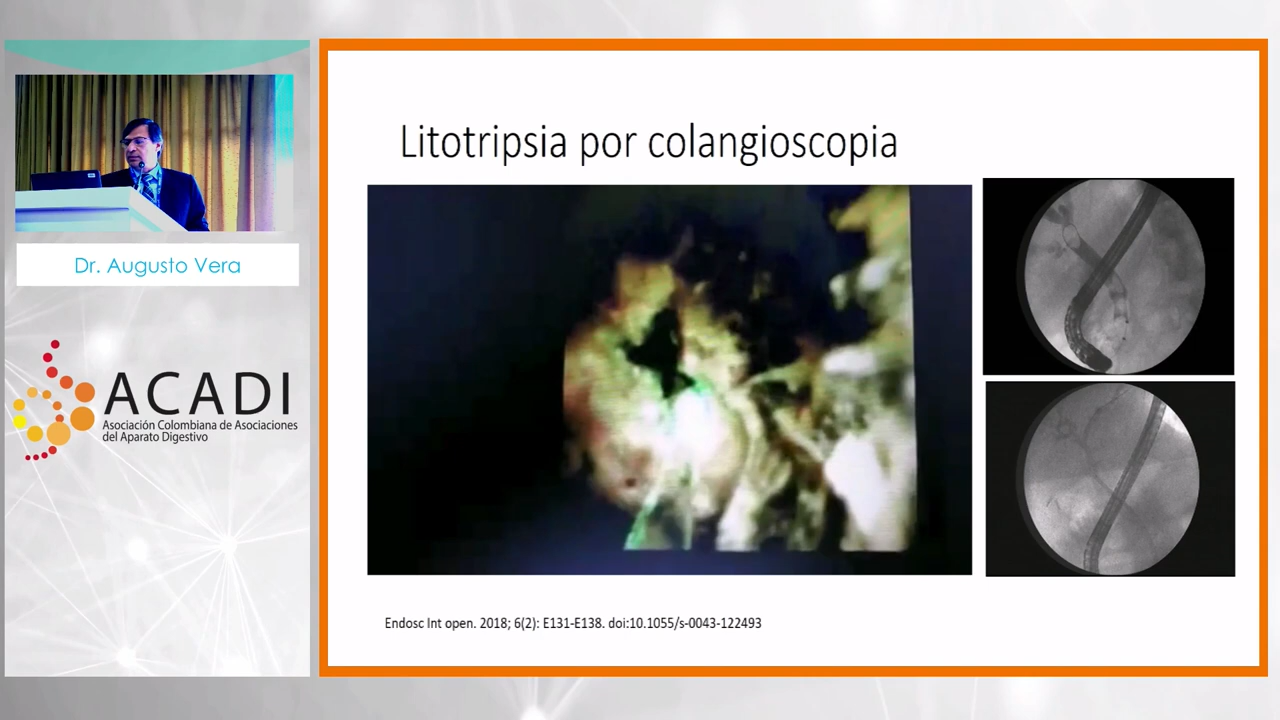 Dr. Augusto Vera
ACADI
Asociación Colombiana de Asociaciones
del Aparato Digestivo
Litotripsia por colangioscopia
Endosc Int open. 2018; 6(2): E131-E138. doi:10.1055/s-0043-122493